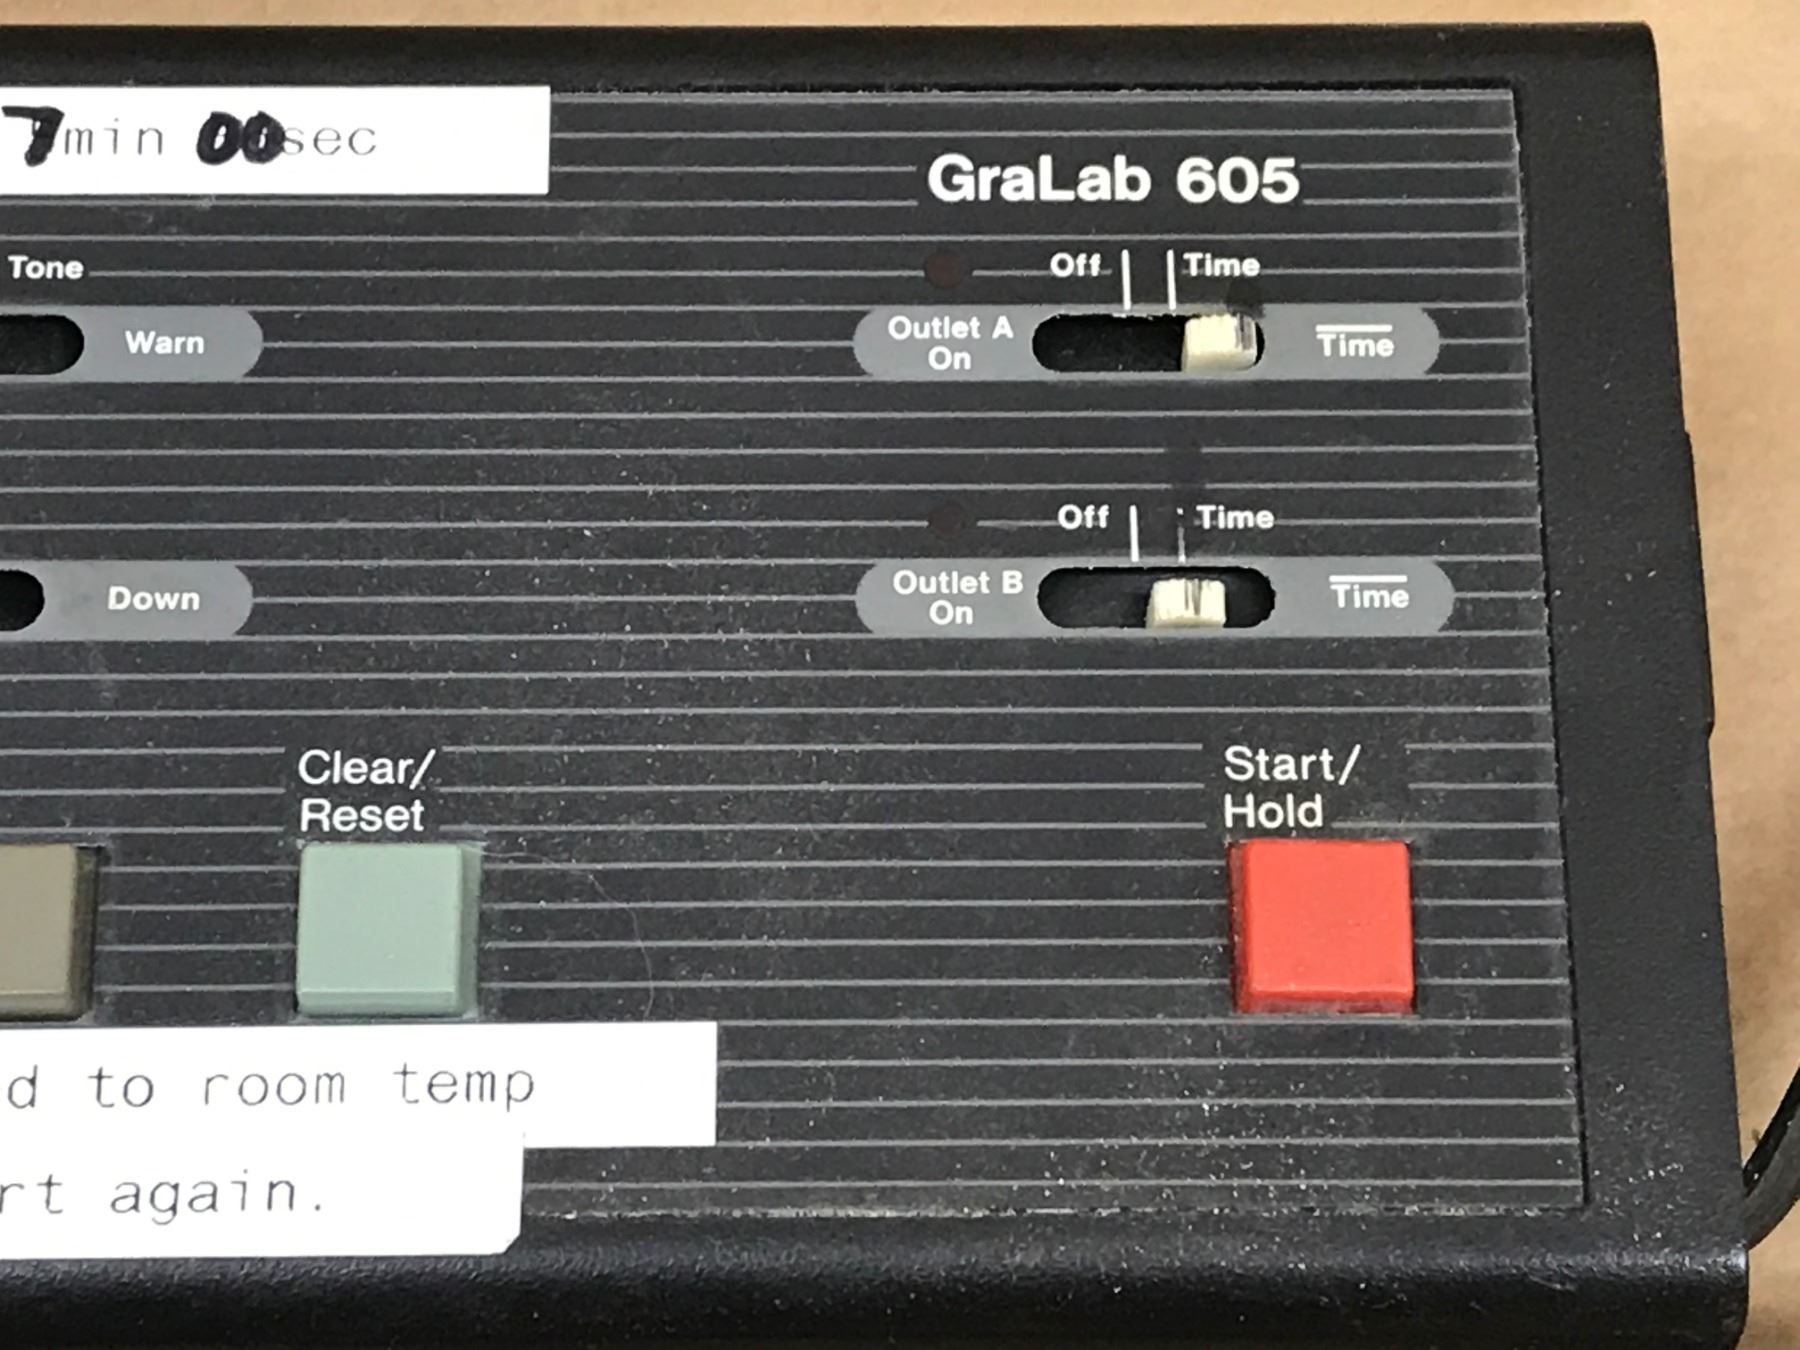 7min 00sec
GraLab 605
Tone
Off Time
Warn
Outlet A
On
Time
Off Time
Down
Outlet B
On
Time
Clear/
Reset
Start/
Hold
d to room temp
rt again.